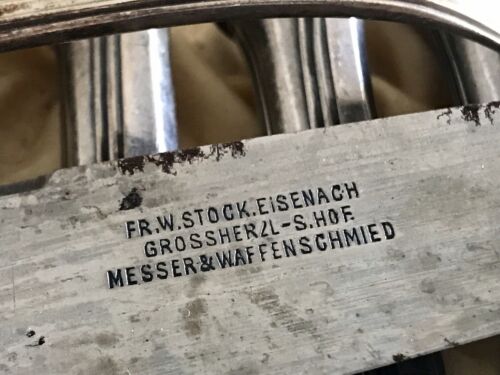 FR.W.STOCK.EISENACH
GROSSHERZL-S.HOF.
MESSER&WAFFENSCHMIED